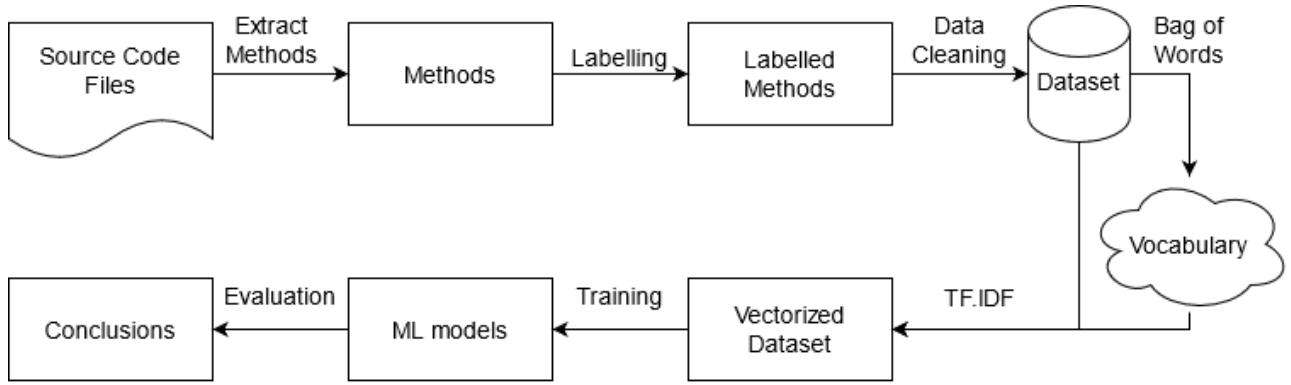 Source Code
Files
Extract
Methods
Methods
Labelling
Labelled
Methods
Data
Cleaning
Dataset
Bag of
Words
Vocabulary
TF.IDF
Vectorized
Dataset
Training
ML models
Evaluation
Conclusions